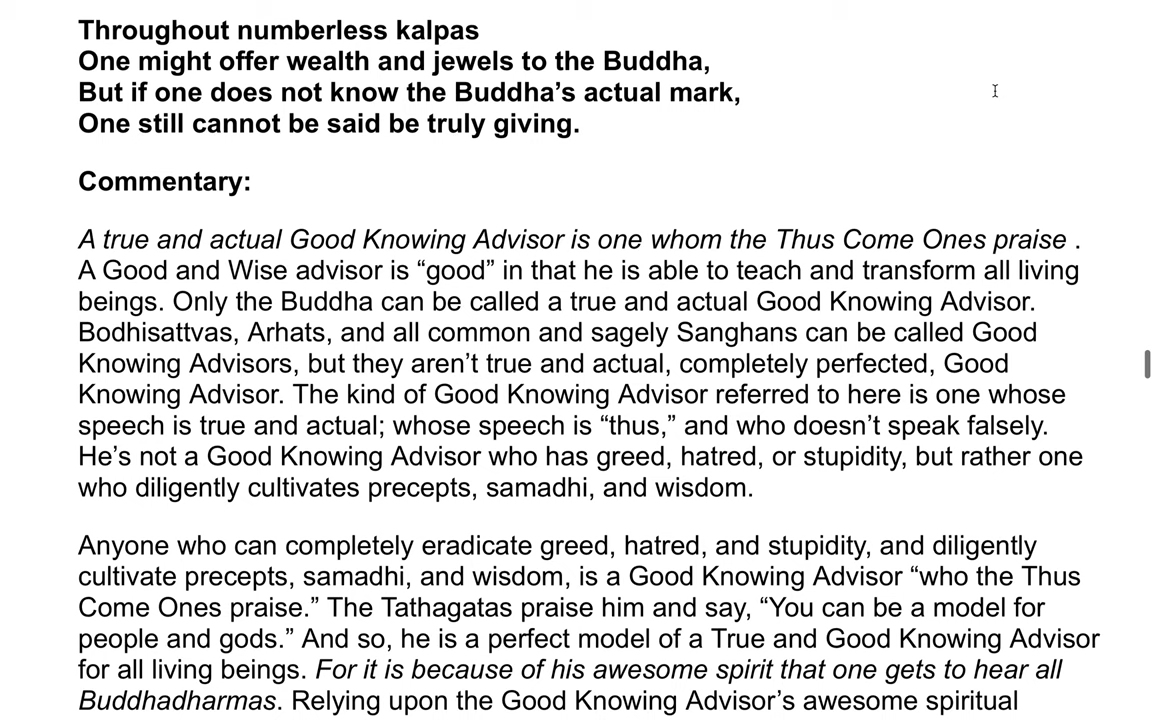 Throughout numberless kalpas
One might offer wealth and jewels to the Buddha,
But if one does not know the Buddha’s actual mark,
One still cannot be said be truly giving.
Commentary:
A true and actual Good Knowing Advisor is one whom the Thus Come Ones praise .
A Good and Wise advisor is “good” in that he is able to teach and transform all living
beings. Only the Buddha can be called a true and actual Good Knowing Advisor.
Bodhisattvas, Arhats, and all common and sagely Sanghans can be called Good
Knowing Advisors, but they aren’t true and actual, completely perfected, Good
Knowing Advisor. The kind of Good Knowing Advisor referred to here is one whose
speech is true and actual; whose speech is “thus,” and who doesn’t speak falsely.
He’s not a Good Knowing Advisor who has greed, hatred, or stupidity, but rather one
who diligently cultivates precepts, samadhi, and wisdom.
Anyone who can completely eradicate greed, hatred, and stupidity, and diligently
cultivate precepts, samadhi, and wisdom, is a Good Knowing Advisor “who the Thus
Come Ones praise.” The Tathagatas praise him and say, “You can be a model for
people and gods.” And so, he is a perfect model of a True and Good Knowing Advisor
for all living beings. For it is because of his awesome spirit that one gets to hear all
Buddhadharmas. Relying upon the Good Knowing Advisor’s awesome spiritual